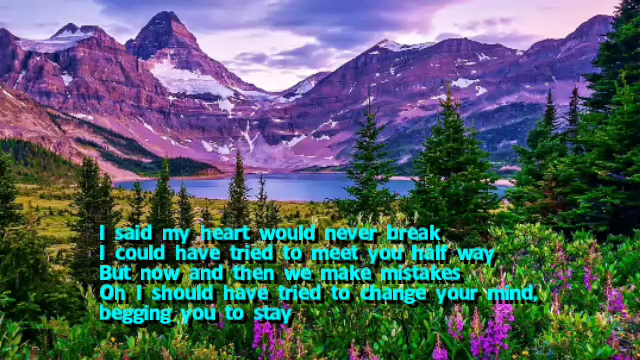 I said my heart would never break
I could have tried to meet you half way
But now and then we make mistakes
Oh I should have tried to change your mind,
begging you to stay